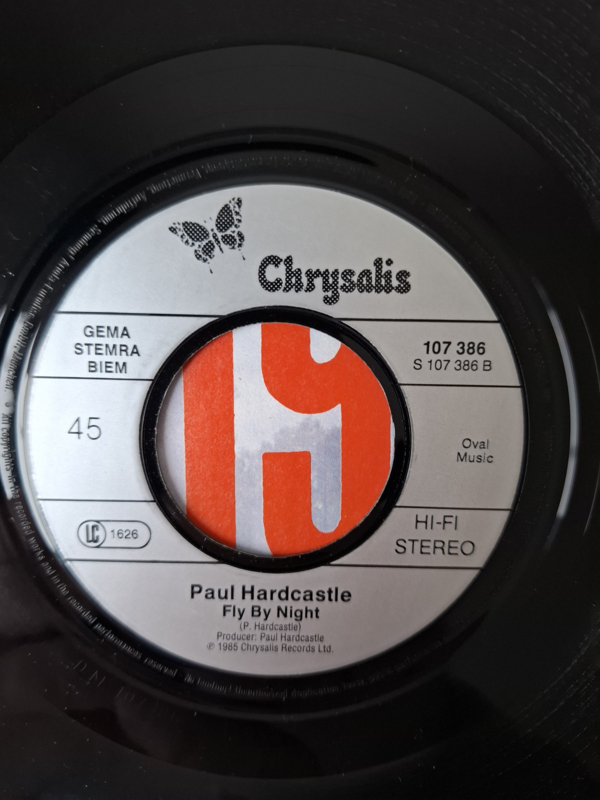 Chrysalis
GEMA
STEMRA
BIEM
107 386
S 107 386 B
45
Oval
Music
LC 1626
HI-FI
STEREO
19
Paul Hardcastle
Fly By Night
(P. Hardcastle)
Producer: Paul Hardcastle
℗ 1985 Chrysalis Records Ltd.